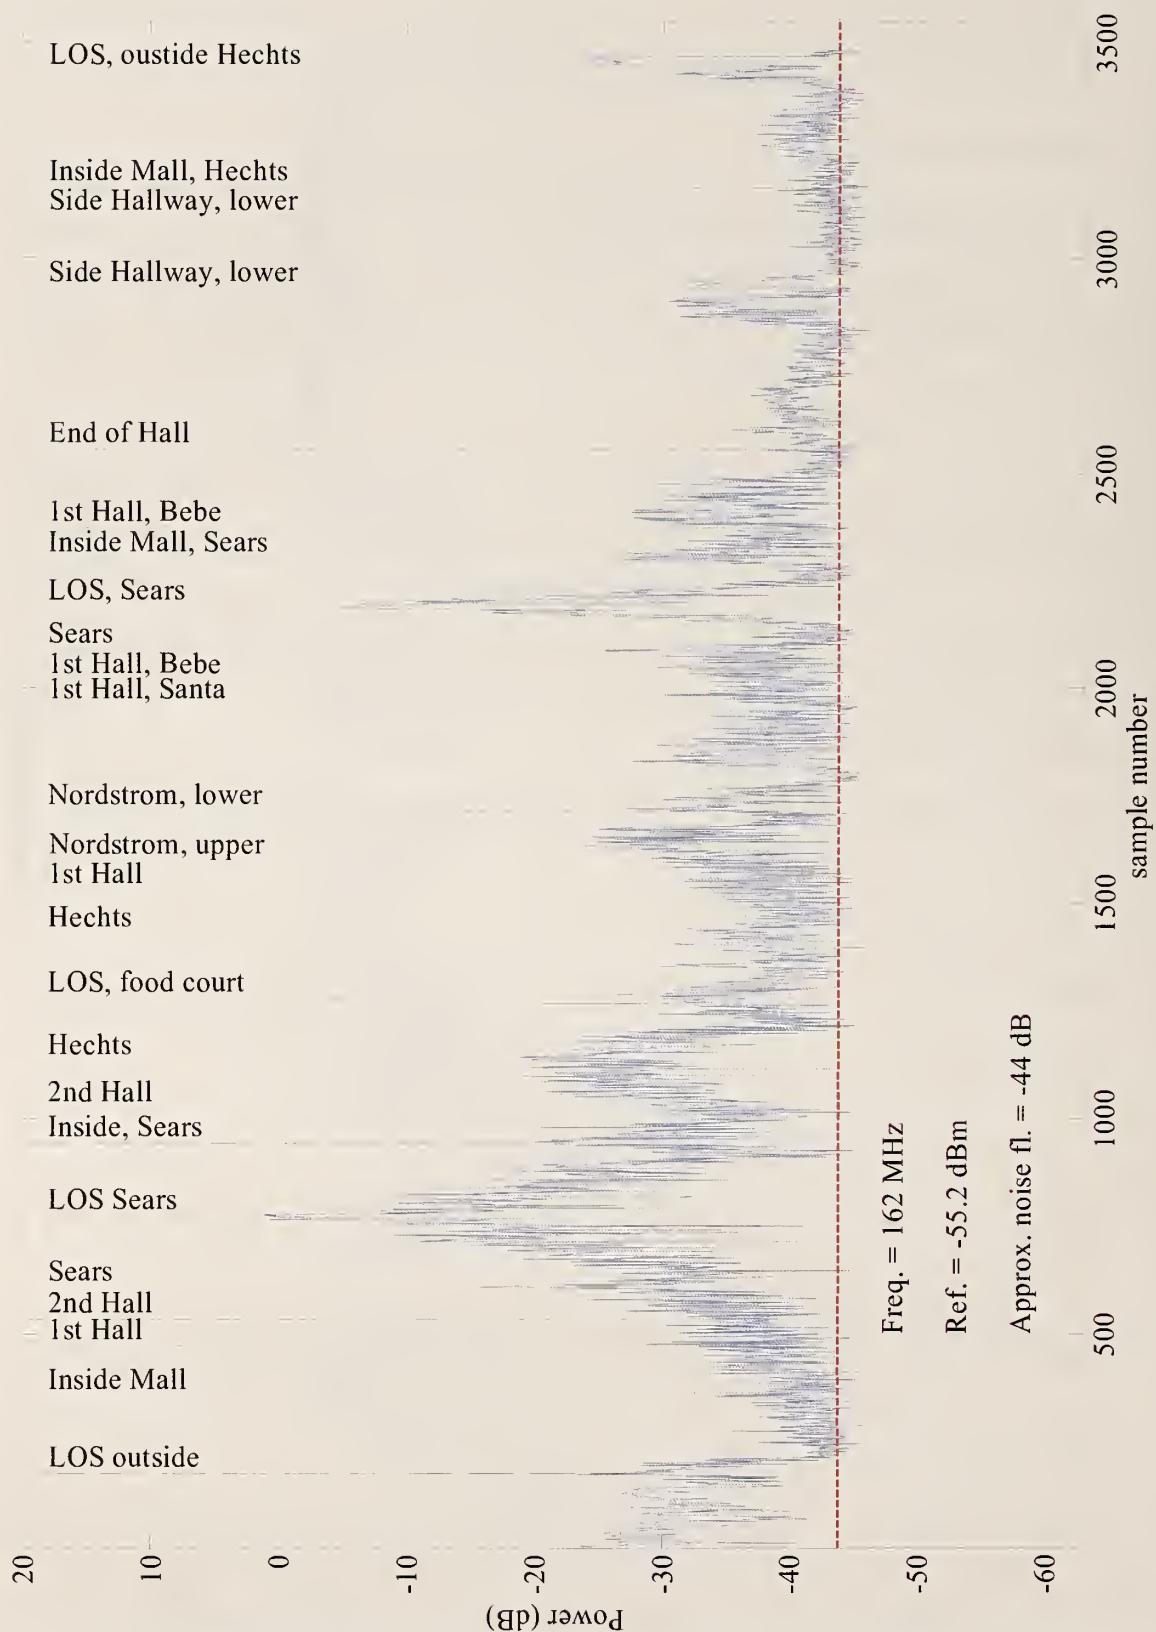 LOS, oustide Hechts
Inside Mall, Hechts
Side Hallway, lower
Side Hallway, lower
End of Hall
1st Hall, Bebe
Inside Mall, Sears
LOS, Sears
Sears
1st Hall, Bebe
1st Hall, Santa
Nordstrom, lower
Nordstrom, upper
1st Hall
Hechts
LOS, food court
Hechts
2nd Hall
Inside, Sears
LOS Sears
Sears
2nd Hall
1st Hall
Inside Mall
LOS outside
20
10
0
-10
-20
-30
-40
-50
-60
Power (dB)
Freq. = 162 MHz
Ref. = -55.2 dBm
Approx. noise fl. = -44 dB
500
1000
1500
2000
2500
3000
3500
sample number